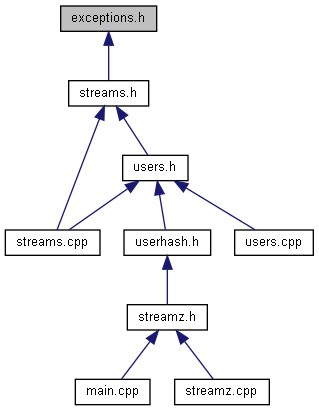 exceptions.h
streams.h
users.h
streams.cpp
userhash.h
users.cpp
streamz.h
main.cpp
streamz.cpp